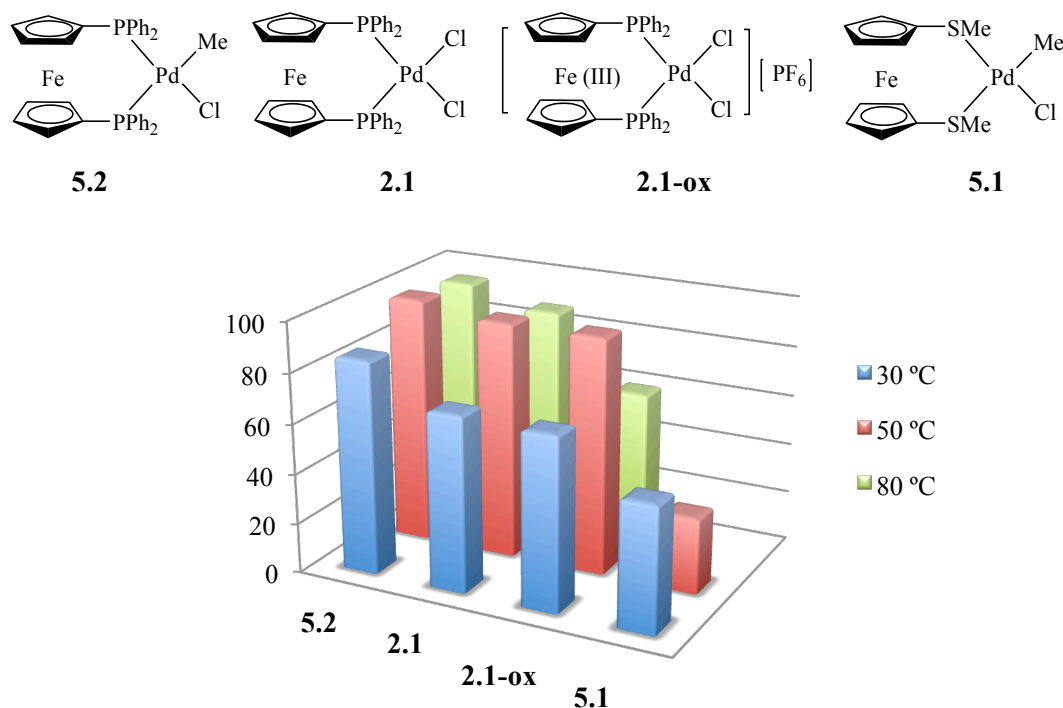 PPh2 Me Fe Pd PPh2 Cl
PPh2 Cl Fe Pd PPh2 Cl
PPh2 Cl Fe (III) Pd PPh2 Cl [ PF6 ]
SMe Me Fe Pd SMe Cl
5.2 2.1 2.1-ox 5.1
100
80
60
40
20
0
5.2
2.1
2.1-ox
5.1
30 ºC
50 ºC
80 ºC